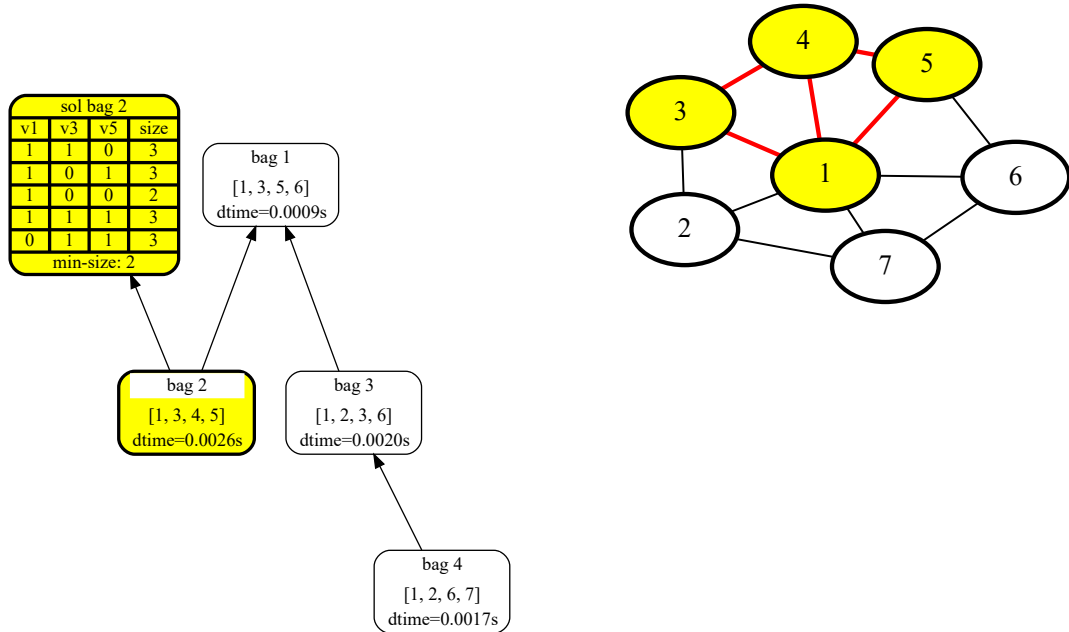 sol bag 2
v1 v3 v5 size
1 1 0 3
1 0 1 3
1 0 0 2
1 1 1 3
0 1 1 3
min-size: 2
bag 1
[1, 3, 5, 6]
dtime=0.0009s
bag 2
[1, 3, 4, 5]
dtime=0.0026s
bag 3
[1, 2, 3, 6]
dtime=0.0020s
bag 4
[1, 2, 6, 7]
dtime=0.0017s
4
5
3
1
6
2
7